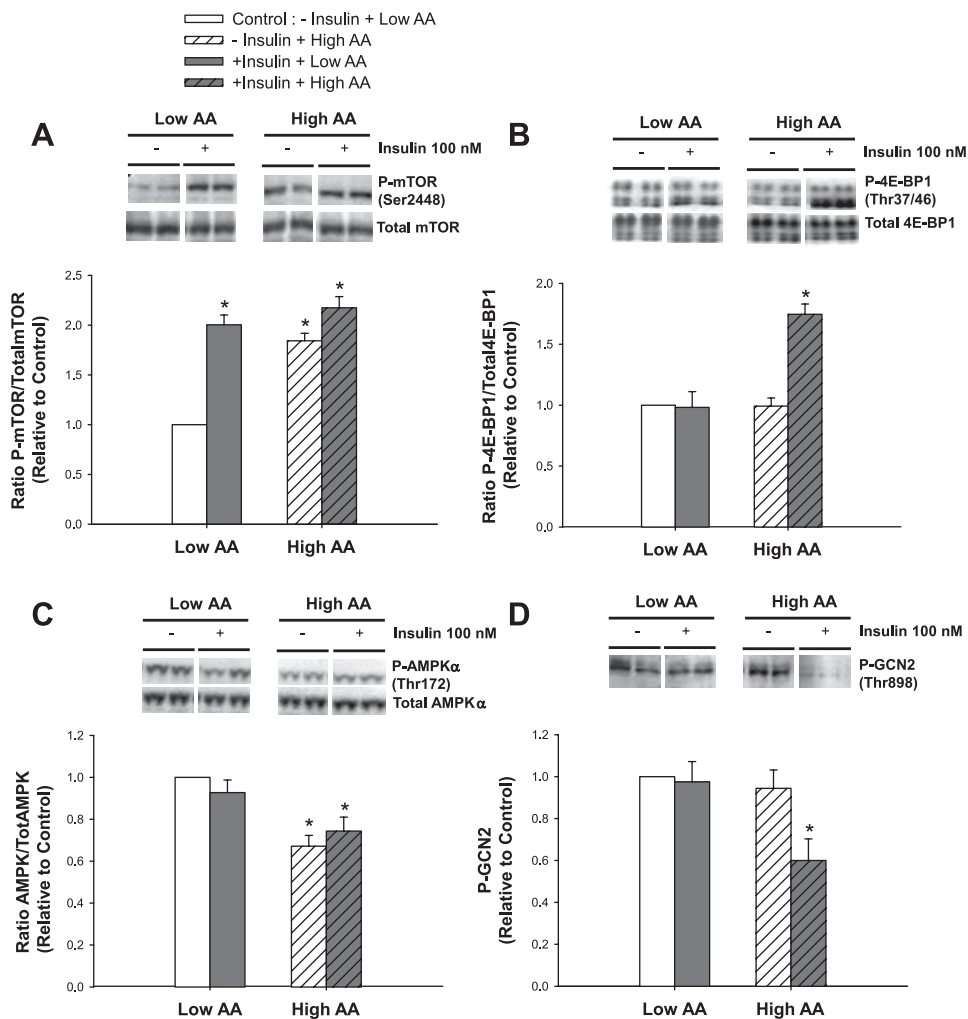 Control : - Insulin + Low AA
- Insulin + High AA
+Insulin + Low AA
+Insulin + High AA
A
Low AA
High AA
- + - + Insulin 100 nM
P-mTOR
(Ser2448)
Total mTOR
Ratio P-mTOR/TotalmTOR
(Relative to Control)
2.5
2.0
1.5
1.0
0.5
0.0
*
*
*
Low AA
High AA
B
Low AA
High AA
- + - + Insulin 100 nM
P-4E-BP1
(Thr37/46)
Total 4E-BP1
Ratio P-4E-BP1/Total4E-BP1
(Relative to Control)
2.0
1.5
1.0
0.5
0.0
*
Low AA
High AA
C
Low AA
High AA
- + - + Insulin 100 nM
P-AMPKα
(Thr172)
Total AMPKα
Ratio AMPK/TotAMPK
(Relative to Control)
1.2
1.0
0.8
0.6
0.4
0.2
0.0
*
*
Low AA
High AA
D
Low AA
High AA
- + - + Insulin 100 nM
P-GCN2
(Thr898)
P-GCN2
(Relative to Control)
1.2
1.0
0.8
0.6
0.4
0.2
0.0
*
Low AA
High AA